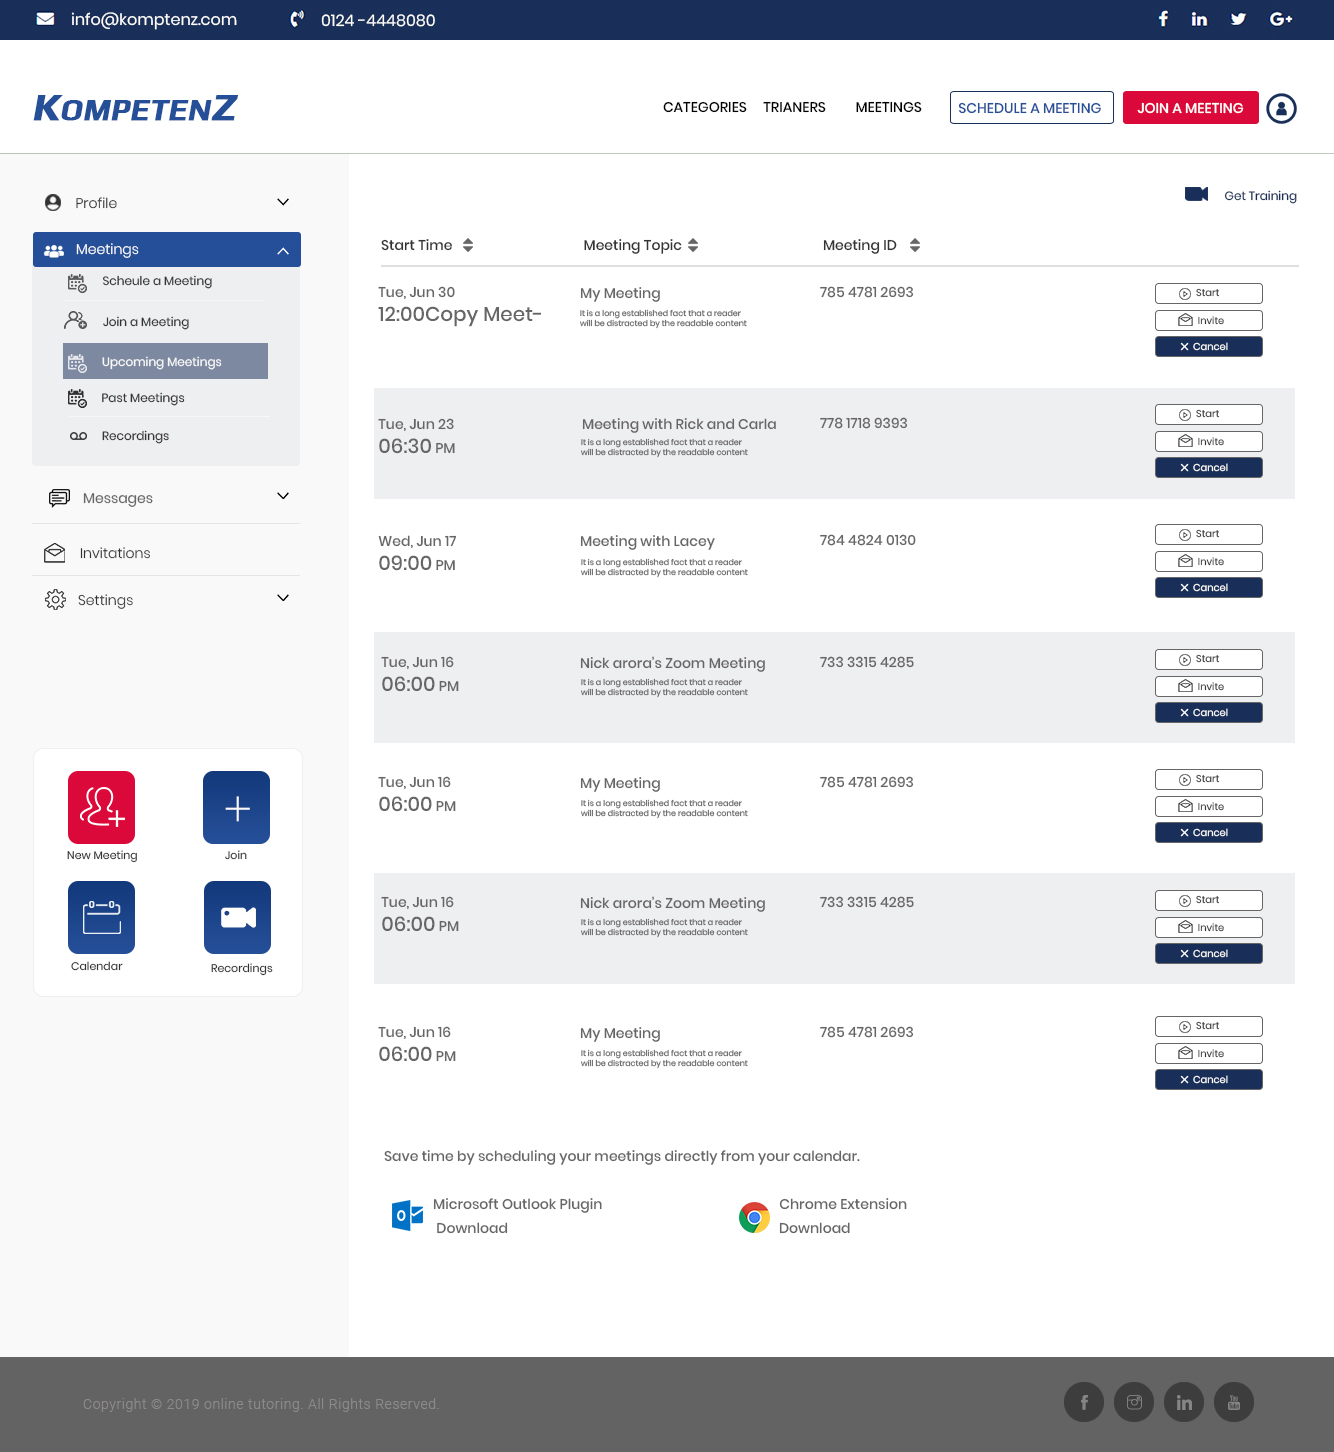 info@komptenz.com
0124 -4448080
KOMPETENZ
CATEGORIES
TRIANERS
MEETINGS
SCHEDULE A MEETING
JOIN A MEETING
Profile
Meetings
Scheule a Meeting
Join a Meeting
Upcoming Meetings
Past Meetings
Recordings
Messages
Invitations
Settings
New Meeting
Join
Calendar
Recordings
Get Training
Start Time
Meeting Topic
Meeting ID
Tue, Jun 30
12:00Copy Meet-
My Meeting
It is a long established fact that a reader
will be distracted by the readable content
785 4781 2693
Start
Invite
Cancel
Tue, Jun 23
06:30 PM
Meeting with Rick and Carla
It is a long established fact that a reader
will be distracted by the readable content
778 1718 9393
Start
Invite
Cancel
Wed, Jun 17
09:00 PM
Meeting with Lacey
It is a long established fact that a reader
will be distracted by the readable content
784 4824 0130
Start
Invite
Cancel
Tue, Jun 16
06:00 PM
Nick arora's Zoom Meeting
It is a long established fact that a reader
will be distracted by the readable content
733 3315 4285
Start
Invite
Cancel
Tue, Jun 16
06:00 PM
My Meeting
It is a long established fact that a reader
will be distracted by the readable content
785 4781 2693
Start
Invite
Cancel
Tue, Jun 16
06:00 PM
Nick arora's Zoom Meeting
It is a long established fact that a reader
will be distracted by the readable content
733 3315 4285
Start
Invite
Cancel
Tue, Jun 16
06:00 PM
My Meeting
It is a long established fact that a reader
will be distracted by the readable content
785 4781 2693
Start
Invite
Cancel
Save time by scheduling your meetings directly from your calendar.
Microsoft Outlook Plugin
Download
Chrome Extension
Download
Copyright © 2019 online tutoring. All Rights Reserved.